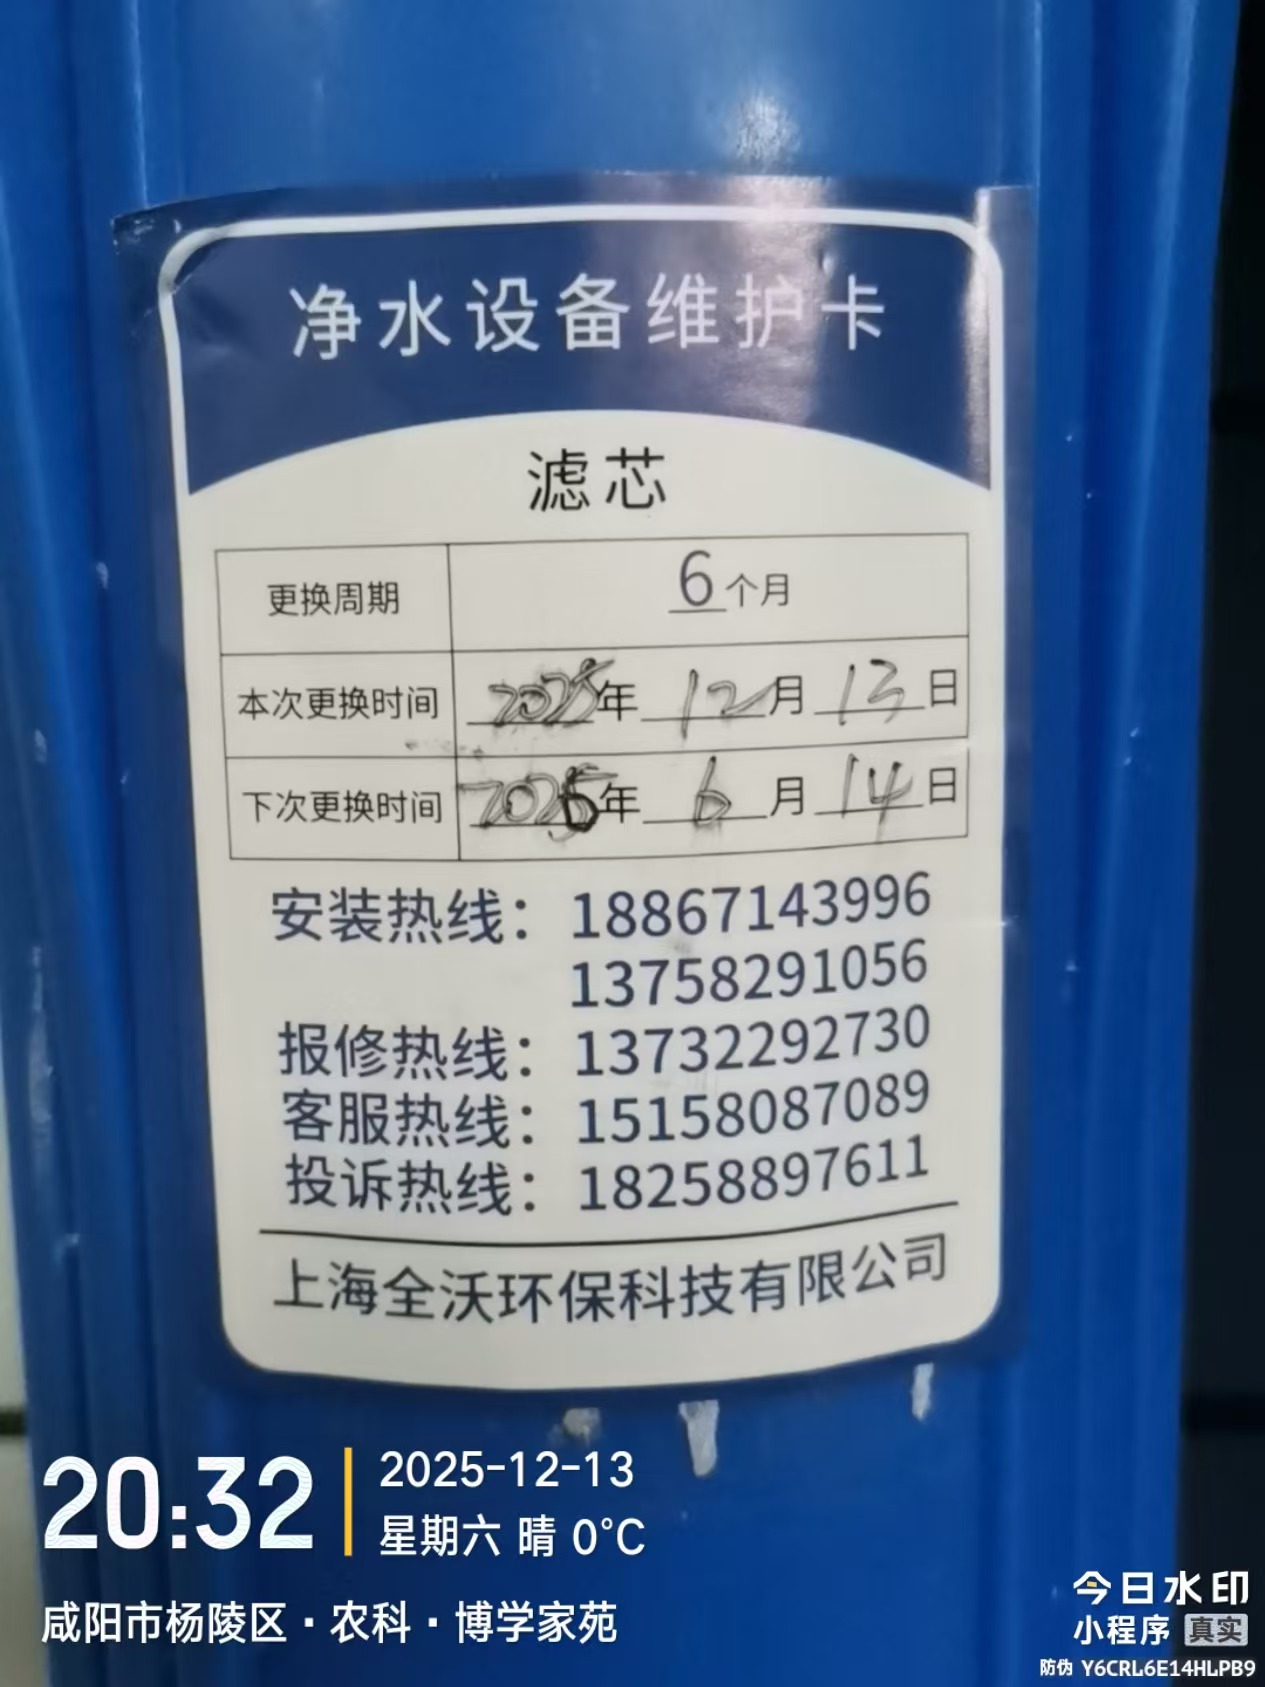 净水设备维护卡
滤芯
更换周期 6个月
本次更换时间 2025年12月13日
下次更换时间 2026年6月14日
安装热线：18867143996
13758291056
报修热线：13732292730
客服热线：15158087089
投诉热线：18258897611
上海全沃环保科技有限公司
20:32
2025-12-13
星期六 晴 0℃
咸阳市杨陵区·农科·博学家苑
今日水印
小程序 真实
防伪 Y6CRL6E14HLPB9